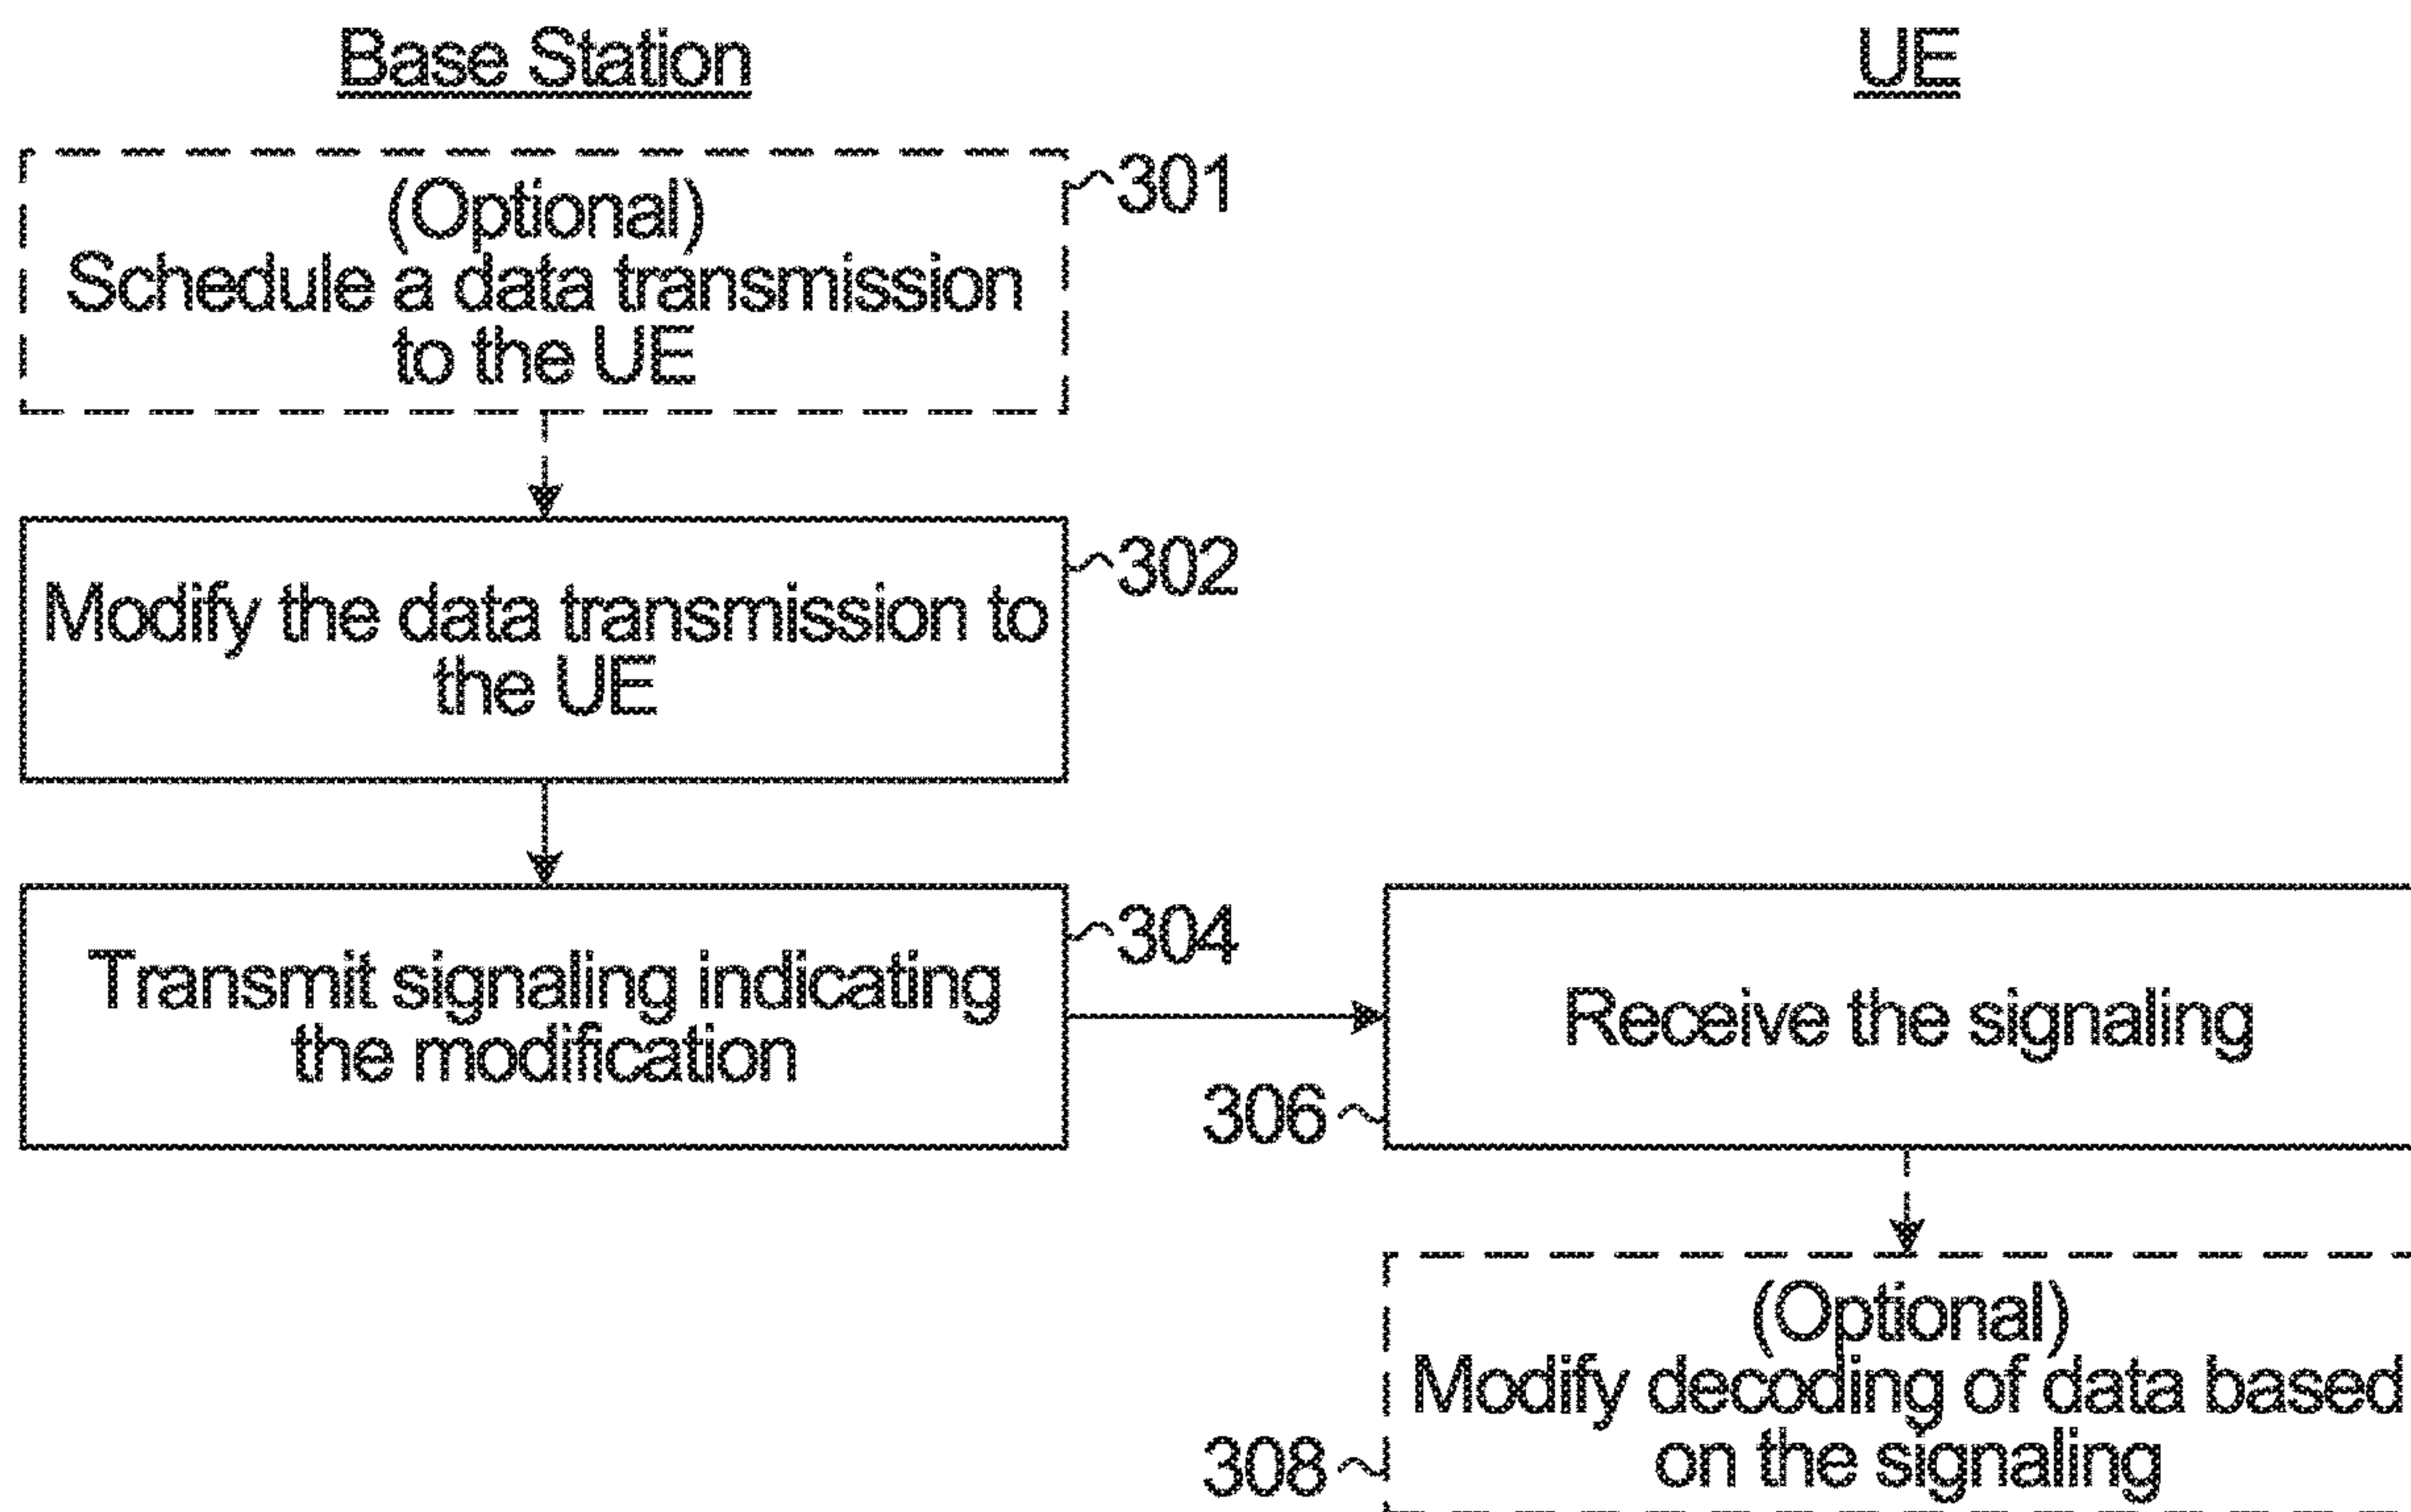 Base Station
UE
(Optional)
Schedule a data transmission
to the UE
301
Modify the data transmission to
the UE
302
Transmit signaling indicating
the modification
304
Receive the signaling
306
(Optional)
Modify decoding of data based
on the signaling
308